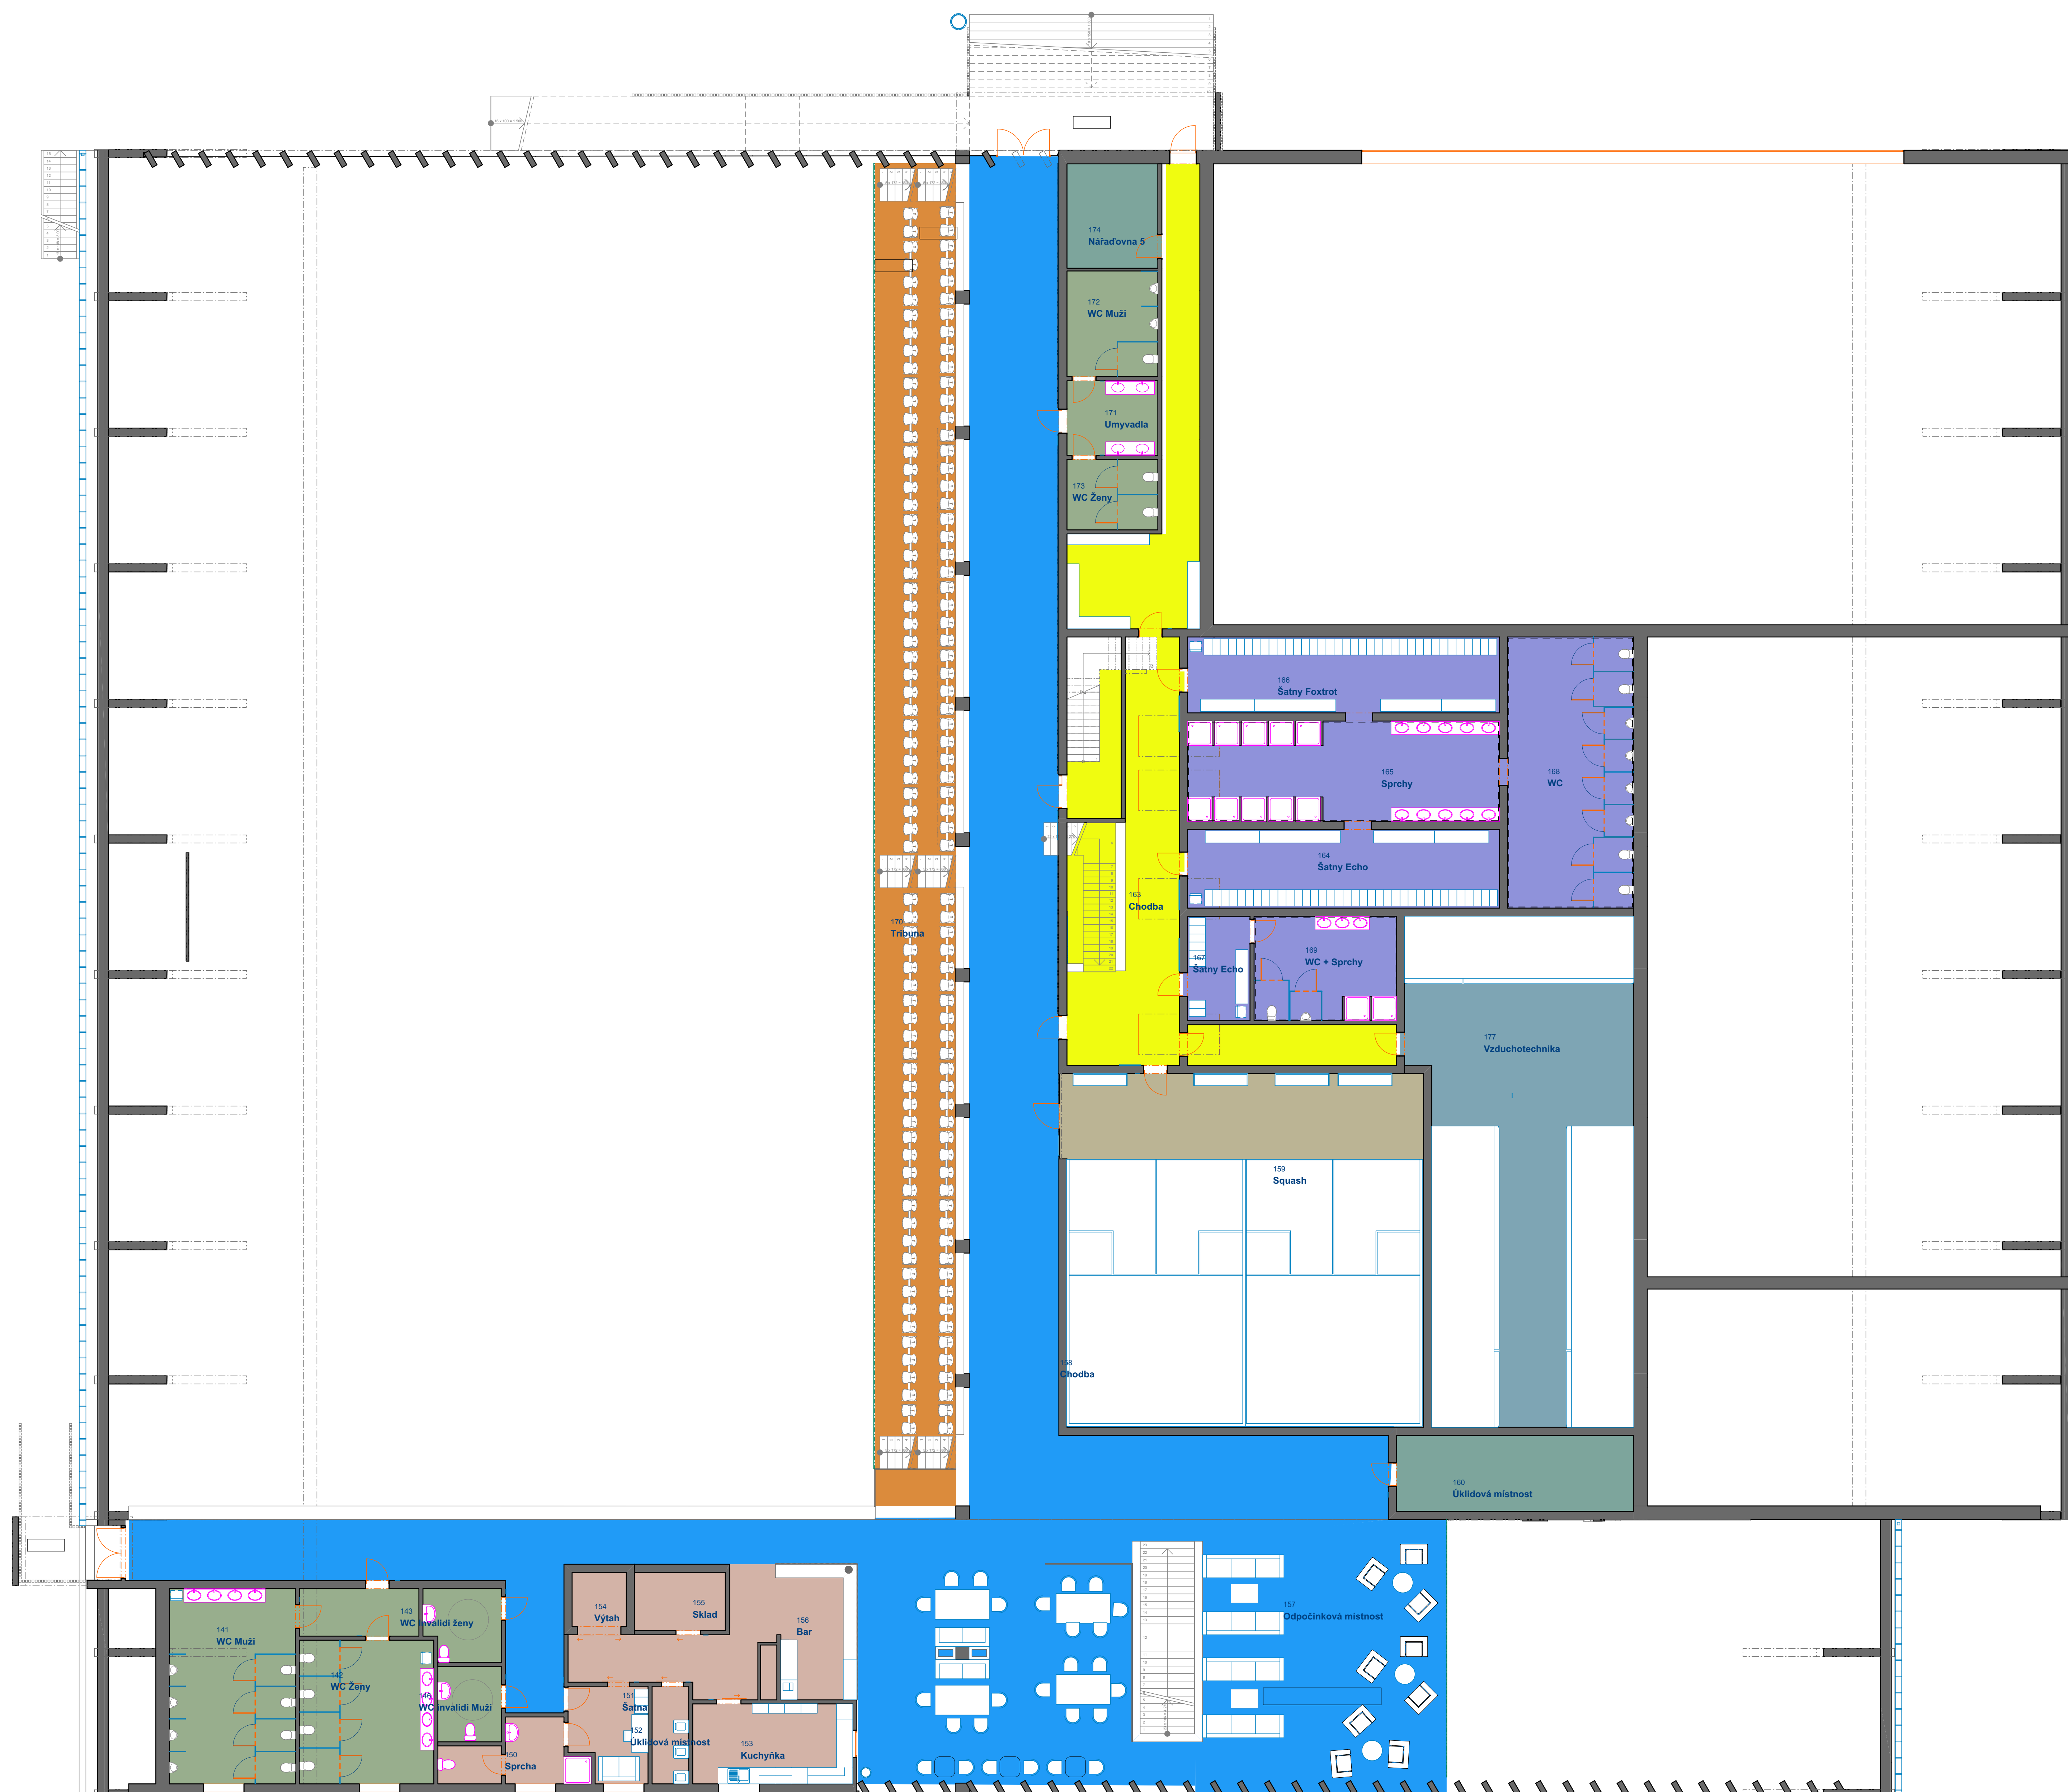 174
Nářaďovna 5
172
WC Muži
171
Umyvadla
173
WC Ženy
166
Šatny Foxtrot
165
Sprchy
168
WC
164
Šatny Echo
163
Chodba
170
Tribuna
169
WC + Sprchy
167
Šatny Echo
177
Vzduchotechnika
159
Squash
158
Chodba
160
Úklidová místnost
157
Odpočinková místnost
154
Výtah
155
Sklad
156
Bar
143
WC invalidi ženy
141
WC Muži
142
WC Ženy
146
WC invalidi Muži
151
Šatna
152
Úklidová místnost
153
Kuchyňka
150
Sprcha